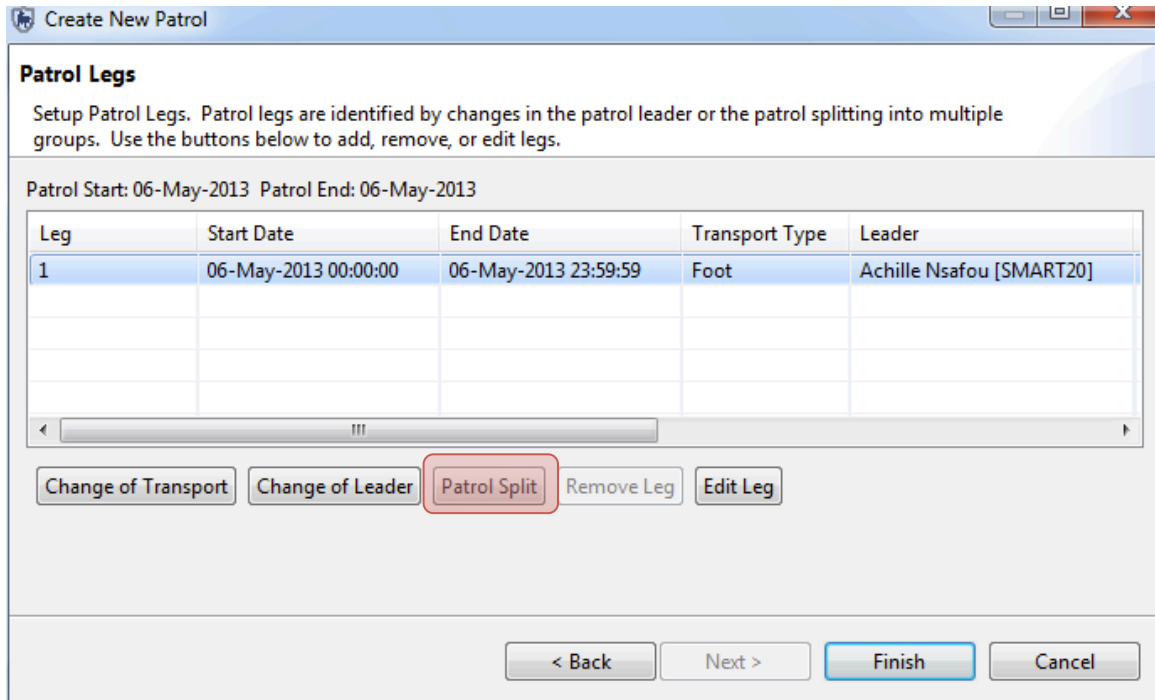 Create New Patrol
Patrol Legs
Setup Patrol Legs. Patrol legs are identified by changes in the patrol leader or the patrol splitting into multiple
groups. Use the buttons below to add, remove, or edit legs.
Patrol Start: 06-May-2013 Patrol End: 06-May-2013
Leg Start Date End Date Transport Type Leader
1 06-May-2013 00:00:00 06-May-2013 23:59:59 Foot Achille Nsafou [SMART20]
Change of Transport Change of Leader Patrol Split Remove Leg Edit Leg
< Back Next > Finish Cancel